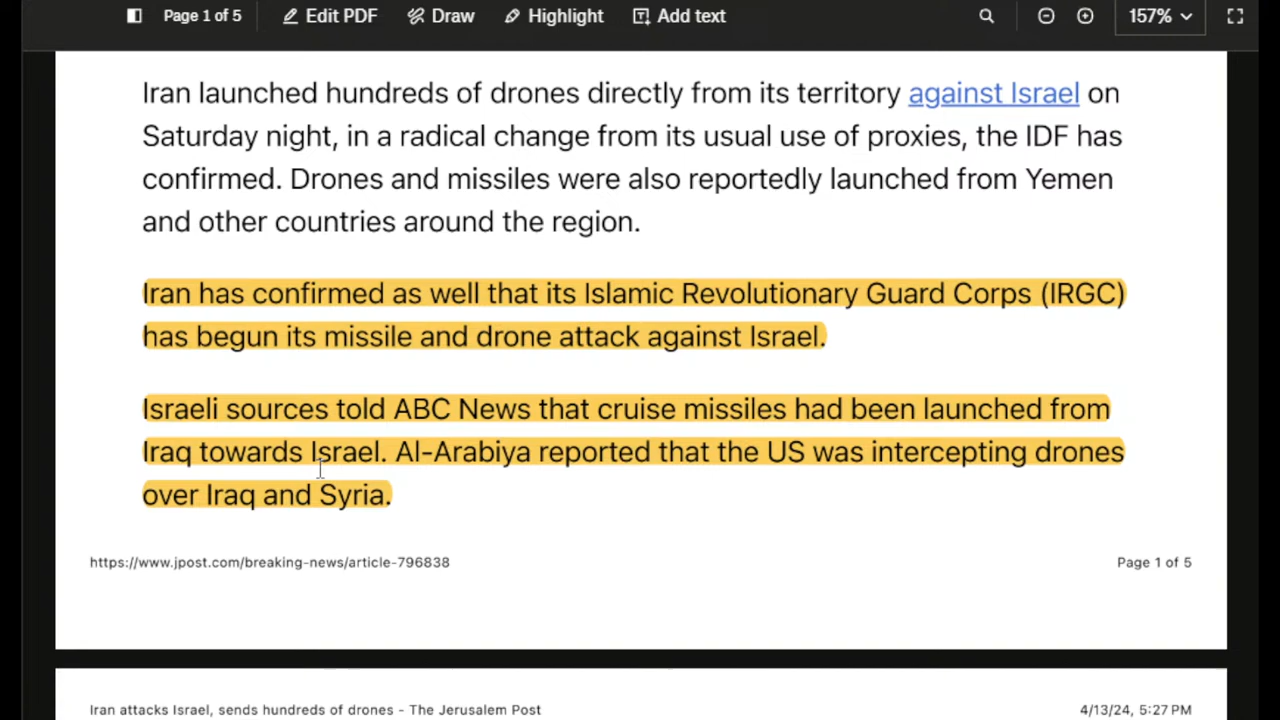 Page 1 of 5 Edit PDF Draw Highlight Add text 157%
Iran launched hundreds of drones directly from its territory against Israel on
Saturday night, in a radical change from its usual use of proxies, the IDF has
confirmed. Drones and missiles were also reportedly launched from Yemen
and other countries around the region.
Iran has confirmed as well that its Islamic Revolutionary Guard Corps (IRGC)
has begun its missile and drone attack against Israel.
Israeli sources told ABC News that cruise missiles had been launched from
Iraq towards Israel. Al-Arabiya reported that the US was intercepting drones
over Iraq and Syria.
https://www.jpost.com/breaking-news/article-796838 Page 1 of 5
Iran attacks Israel, sends hundreds of drones - The Jerusalem Post 4/13/24, 5:27 PM